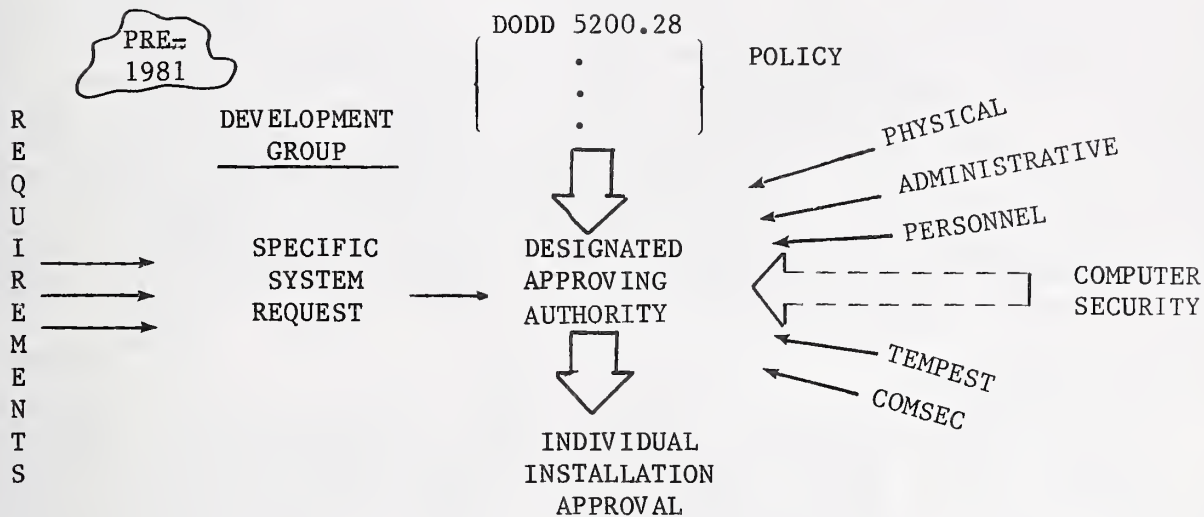 PRE-
1981
DODD 5200.28
.
.
.
POLICY
REQUIREMENTS
DEVELOPMENT
GROUP
SPECIFIC
SYSTEM
REQUEST
DESIGNATED
APPROVING
AUTHORITY
PHYSICAL
ADMINISTRATIVE
PERSONNEL
COMPUTER
SECURITY
TEMPEST
COMSEC
INDIVIDUAL
INSTALLATION
APPROVAL